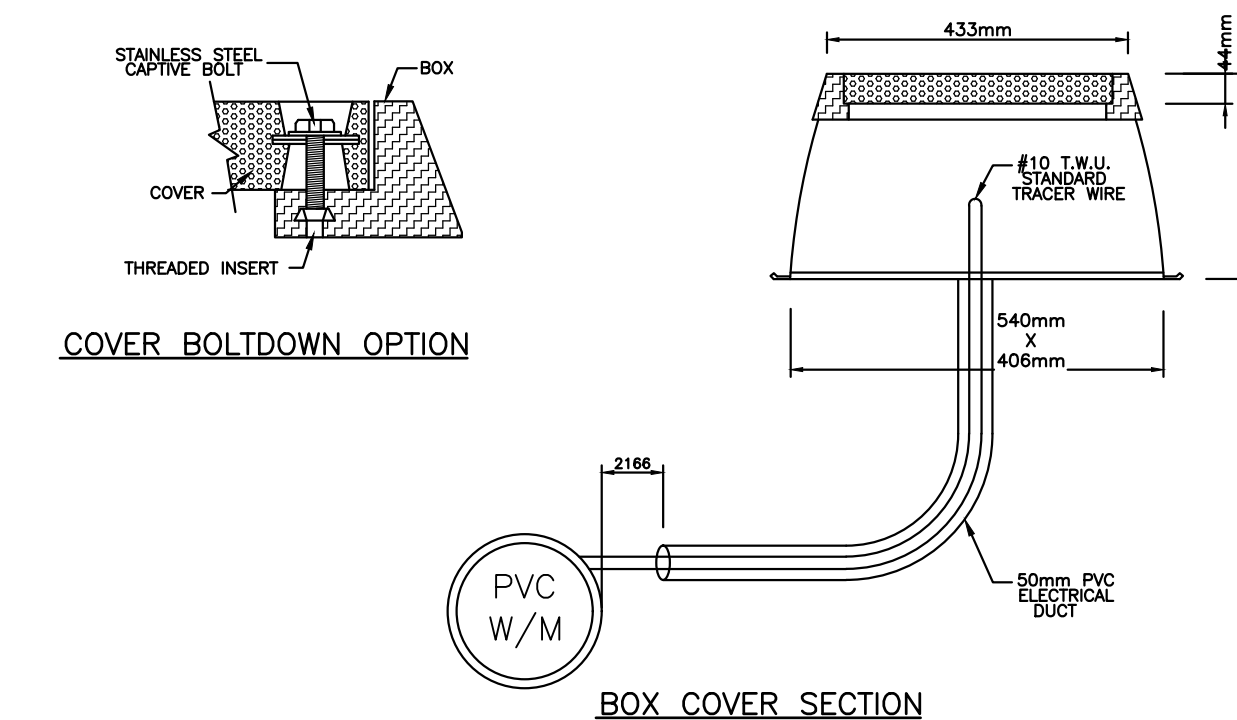 STAINLESS STEEL
CAPTIVE BOLT
BOX
COVER
THREADED INSERT
COVER BOLTDOWN OPTION
433mm
44mm
#10 T.W.U.
STANDARD
TRACER WIRE
540mm
X
406mm
2166
PVC
W/M
50mm PVC
ELECTRICAL
DUCT
BOX COVER SECTION